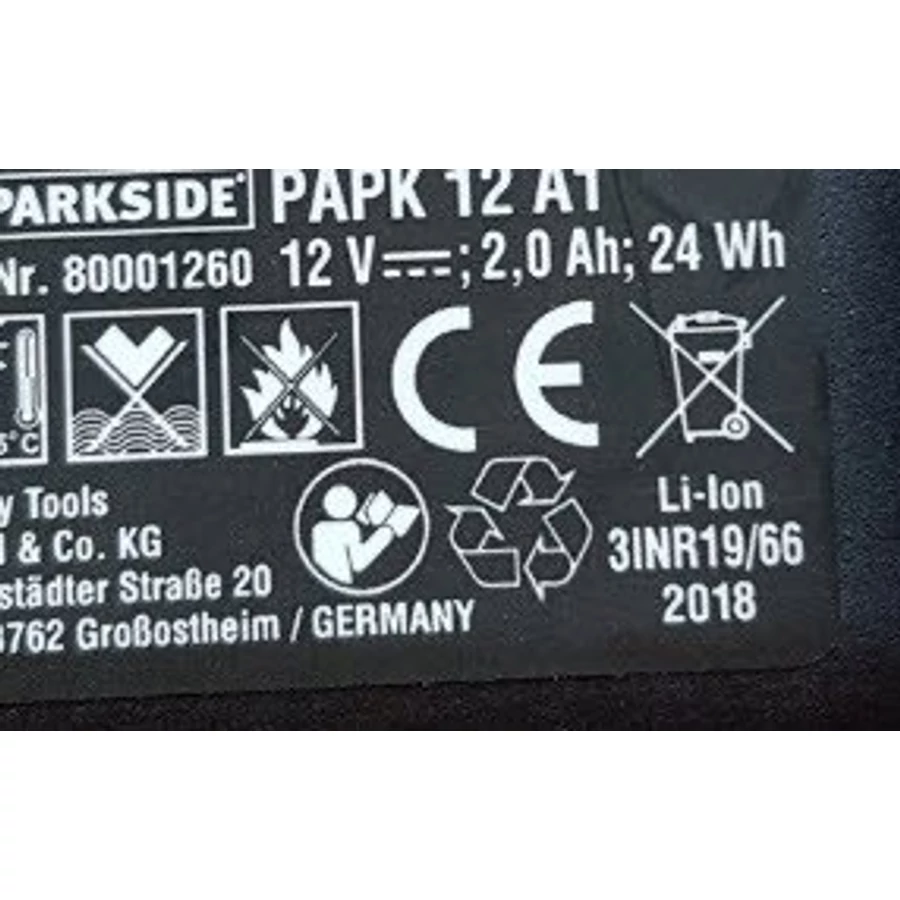 PARKSIDE PAPK 12 A1
Nr. 80001260 12 V⎓; 2,0 Ah; 24 Wh
°C
CE
Tools
& Co. KG
städter Straße 20
762 Großostheim / GERMANY
Li-Ion
3INR19/66
2018